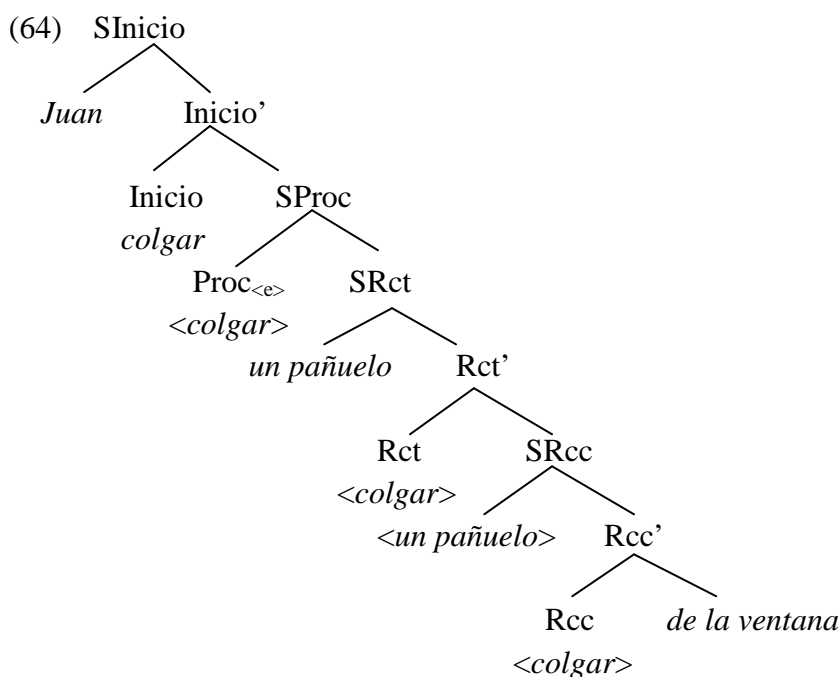 (64) SInicio
Juan Inicio’
Inicio SProc
colgar
Proc<e> SRct
<colgar>
un pañuelo Rct’
Rct SRcc
<colgar>
<un pañuelo> Rcc’
Rcc de la ventana
<colgar>